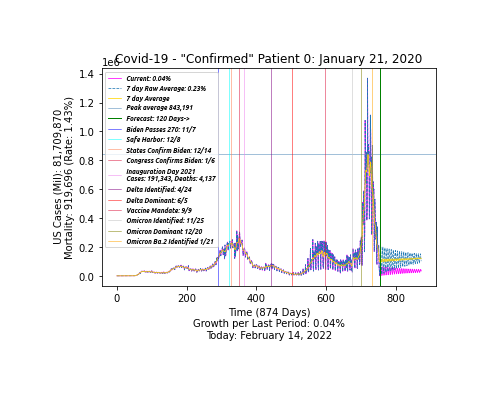 Covid-19 - "Confirmed" Patient 0: January 21, 2020
1e6
1.4
1.2
1.0
0.8
0.6
0.4
0.2
0.0
US Cases (Mil): 81,709,870
Mortality: 919,696 (Rate: 1.43%)
Current: 0.04%
7 day Raw Average: 0.23%
7 day Average
Peak average 843,191
Forecast: 120 Days->
Biden Passes 270: 11/7
Safe Harbor: 12/8
States Confirm Biden: 12/14
Congress Confirms Biden: 1/6
Inauguration Day 2021
Cases: 191,343, Deaths: 4,137
Delta Identified: 4/24
Delta Dominant: 6/5
Vaccine Mandate: 9/9
Omicron Identified: 11/25
Omicron Dominant 12/20
Omicron Ba.2 Identified 1/21
0 200 400 600 800
Time (874 Days)
Growth per Last Period: 0.04%
Today: February 14, 2022